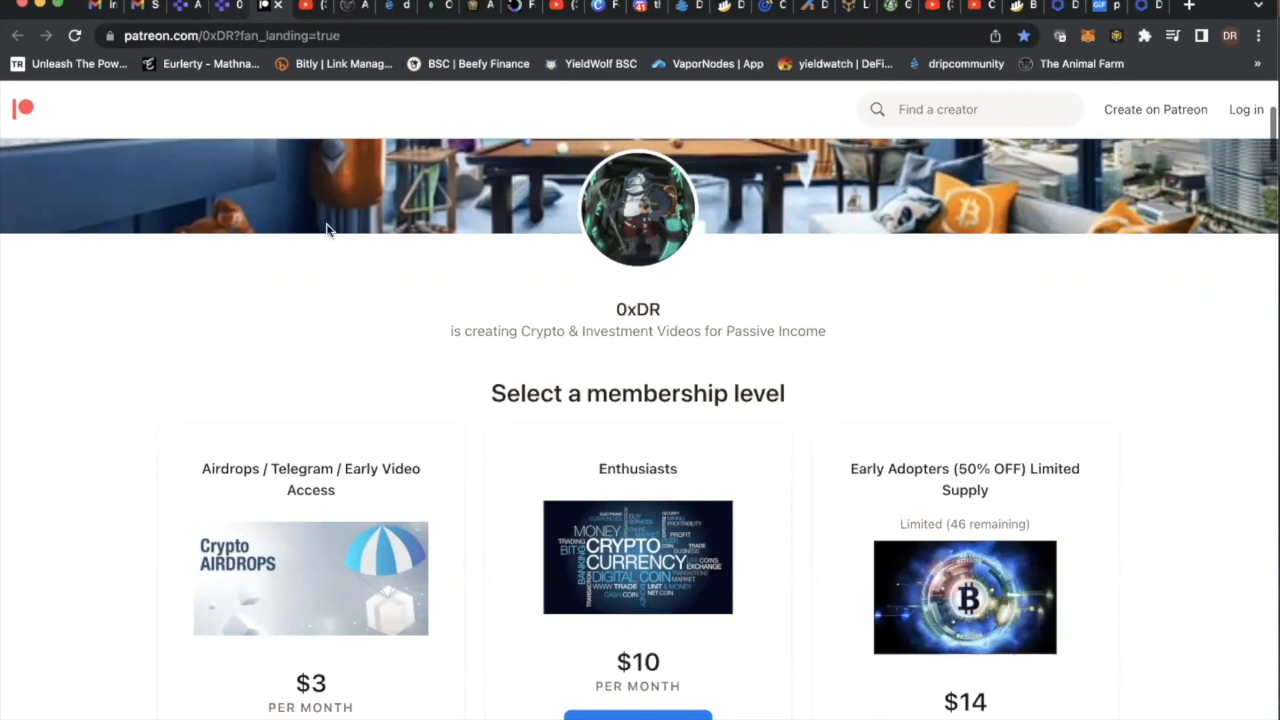 patreon.com/0xDR?fan_landing=true
DR
TR Unleash The Pow... Eurlerty - Mathna... Bitly | Link Manag... BSC | Beefy Finance YieldWolf BSC VaporNodes | App yieldwatch | DeFi... dripcommunity The Animal Farm »
Find a creator
Create on Patreon
Log in
0xDR
is creating Crypto & Investment Videos for Passive Income
Select a membership level
Airdrops / Telegram / Early Video
Access
Crypto
AIRDROPS
$3
PER MONTH
Enthusiasts
MONEY
CRYPTO
CURRENCY
DIGITAL COIN
$10
PER MONTH
Early Adopters (50% OFF) Limited
Supply
Limited (46 remaining)
$14